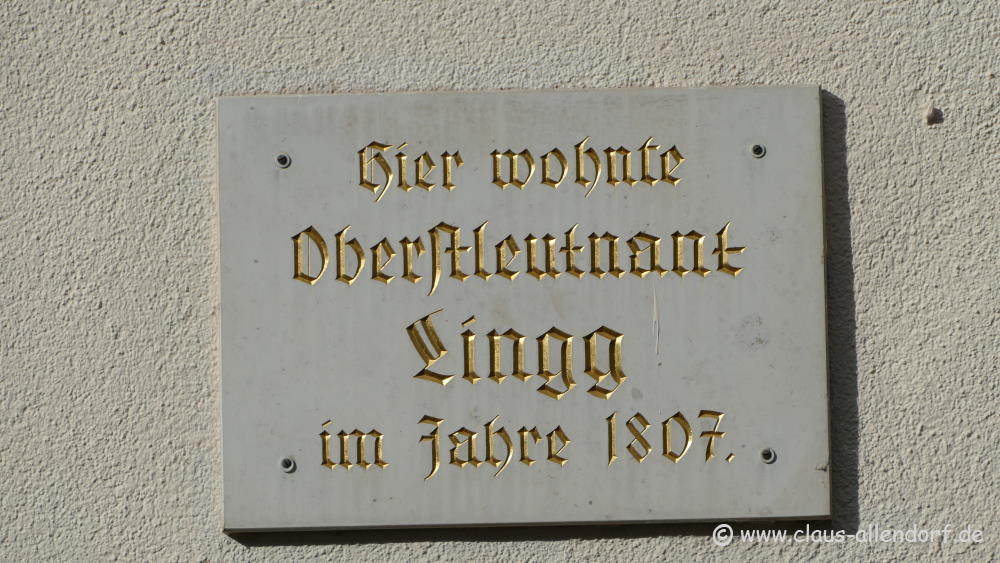 Hier wohnte
Oberstleutnant
Lingg
im Jahre 1807.
© www.claus-allendorf.de